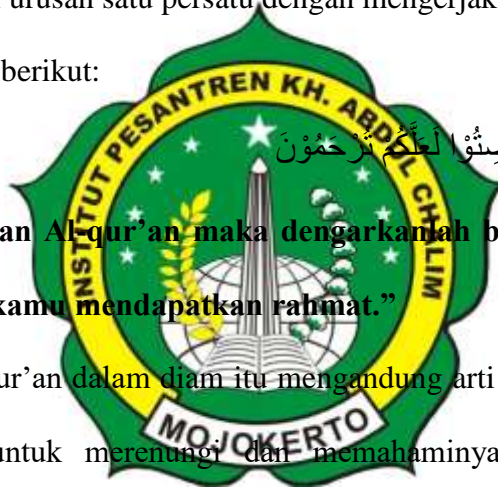 urusan satu persatu dengan mengerjak
berikut:
INSTITUT PESANTREN KH. ABDUL CHALIM
لَعَلَّكُمْ تُرْحَمُوْنَ
an Al-qur’an maka dengarkanlah b
kamu mendapatkan rahmat.”
ur’an dalam diam itu mengandung arti
untuk merenungi dan memahaminya
MOJOKERTO